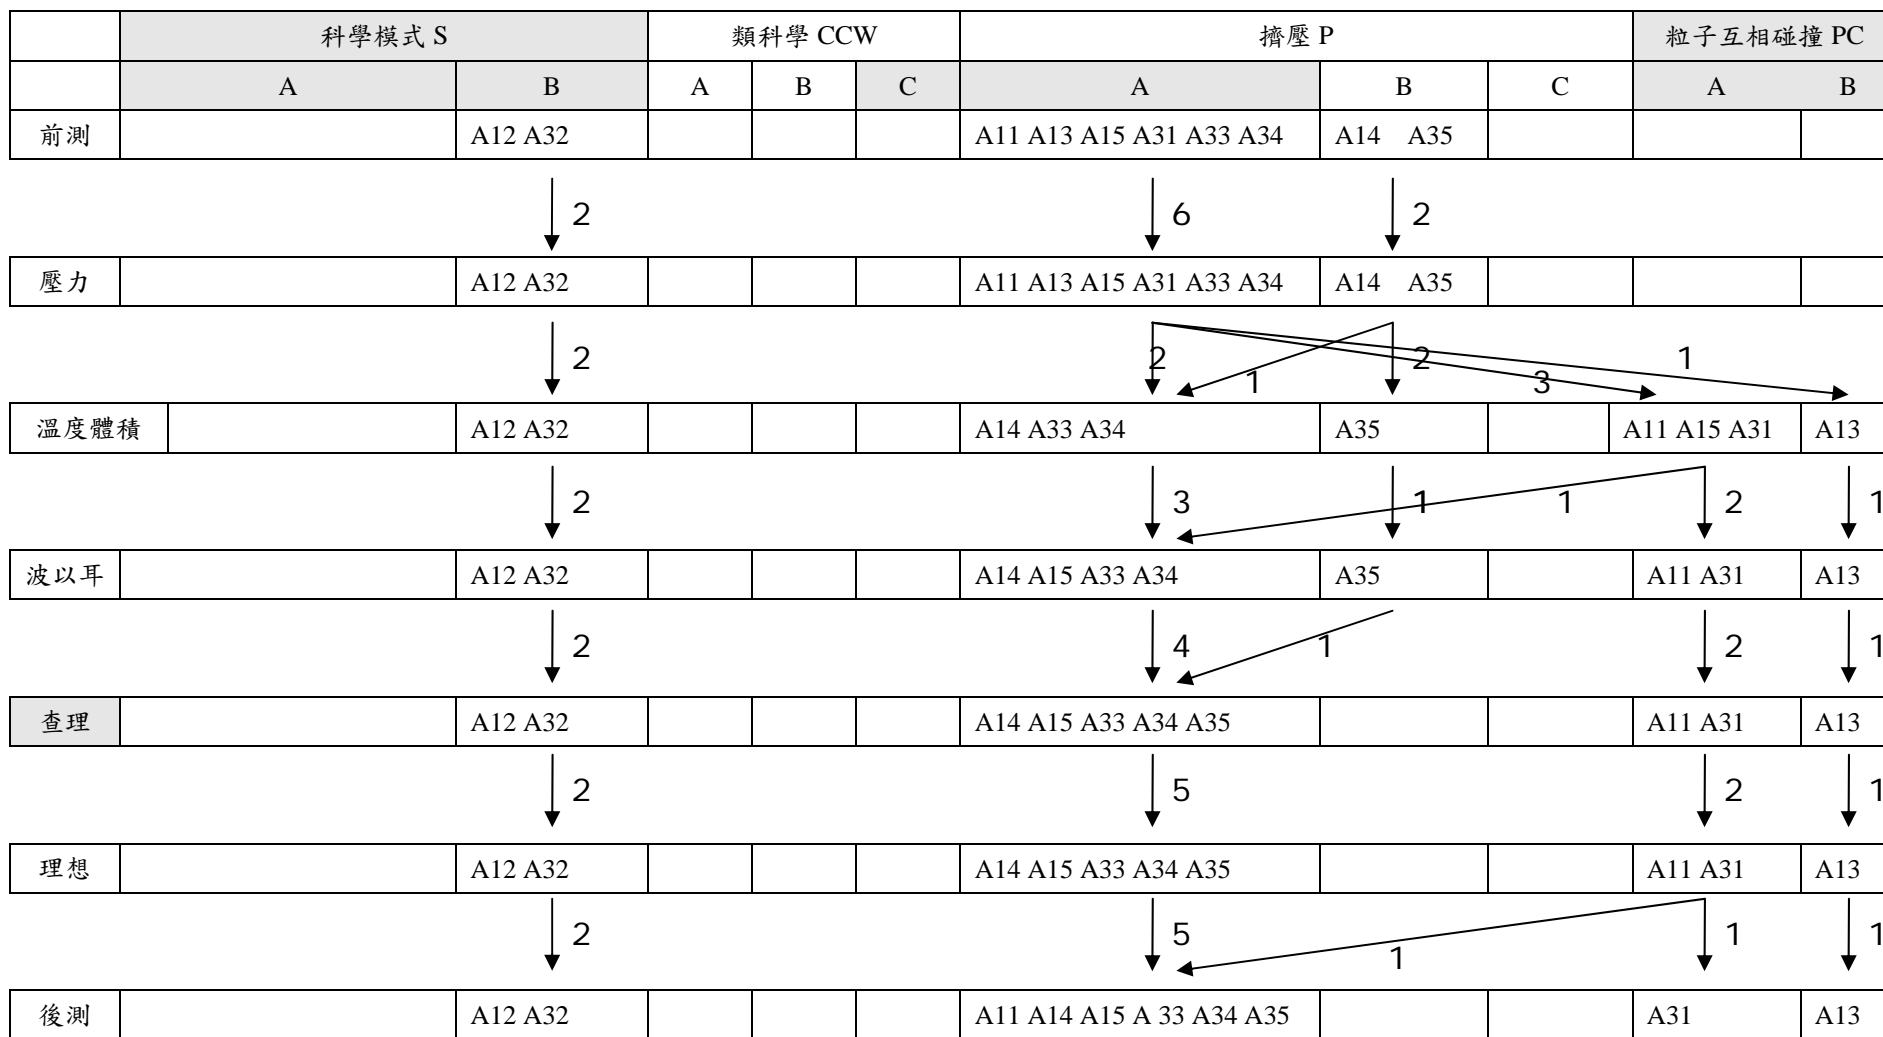 科學模式 S 類科學 CCW 擠壓 P 粒子互相碰撞 PC
A B A B C A B C A B
前測 A12 A32 A11 A13 A15 A31 A33 A34 A14 A35
2 6 2
壓力 A12 A32 A11 A13 A15 A31 A33 A34 A14 A35
2 2 1 2 3 1
溫度體積 A12 A32 A14 A33 A34 A35 A11 A15 A31 A13
2 3 1 1 2 1
波以耳 A12 A32 A14 A15 A33 A34 A35 A11 A31 A13
2 4 1 2 1
查理 A12 A32 A14 A15 A33 A34 A35 A11 A31 A13
2 5 2 1
理想 A12 A32 A14 A15 A33 A34 A35 A11 A31 A13
2 5 1 1 1
後測 A12 A32 A11 A14 A15 A 33 A34 A35 A31 A13